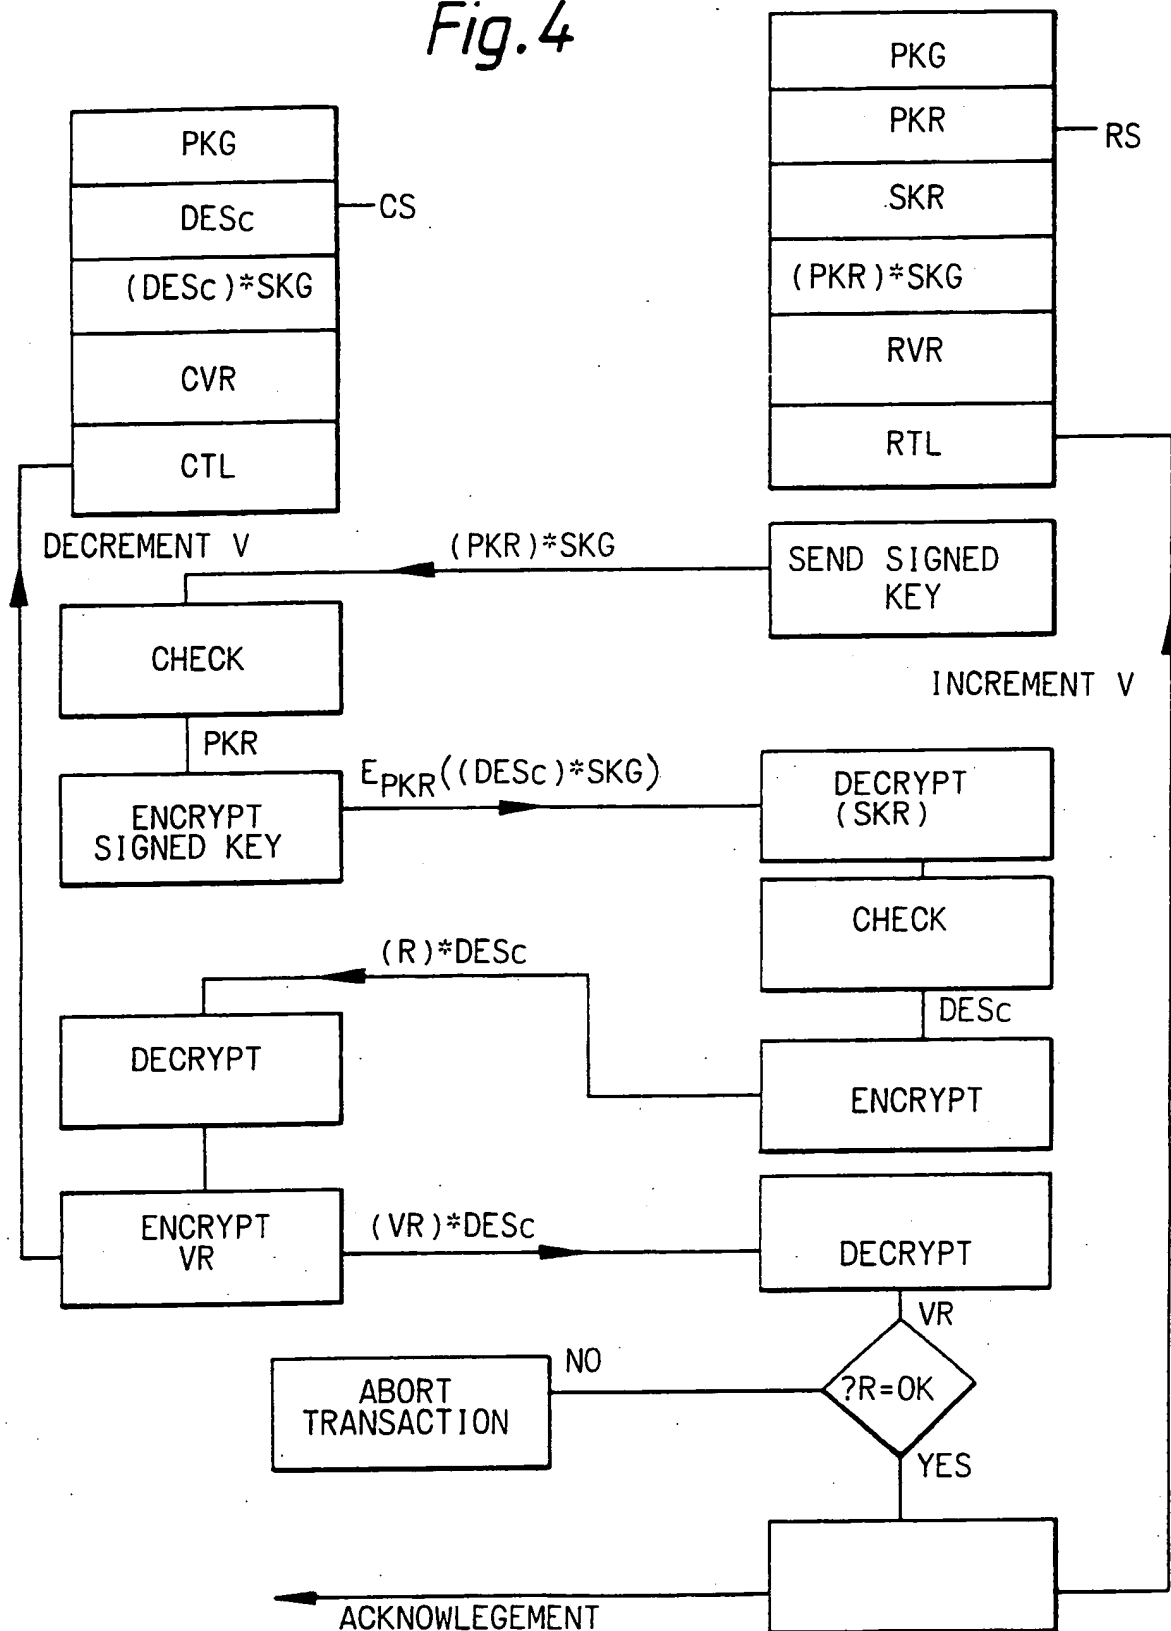 Fig.4
PKG
DESc
(DESc)*SKG
CVR
CTL
CS
PKG
PKR
SKR
(PKR)*SKG
RVR
RTL
RS
DECREMENT V
(PKR)*SKG
SEND SIGNED
KEY
CHECK
INCREMENT V
PKR
ENCRYPT
SIGNED KEY
EPKR((DESc)*SKG)
DECRYPT
(SKR)
CHECK
DESc
(R)*DESc
DECRYPT
ENCRYPT
ENCRYPT
VR
(VR)*DESc
DECRYPT
VR
?R=OK
NO
ABORT
TRANSACTION
YES
ACKNOWLEGEMENT